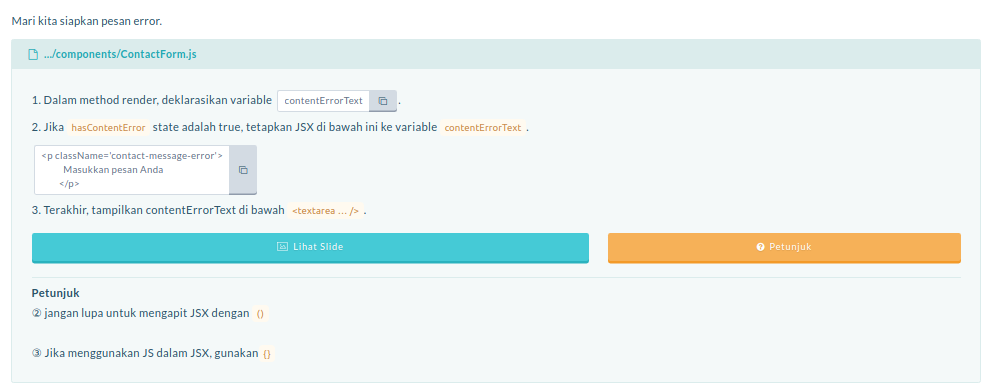 Mari kita siapkan pesan error.
.../components/ContactForm.js
1. Dalam method render, deklarasikan variable contentErrorText .
2. Jika hasContentError state adalah true, tetapkan JSX di bawah ini ke variable contentErrorText .
<p className='contact-message-error'>
Masukkan pesan Anda
</p>
3. Terakhir, tampilkan contentErrorText di bawah <textarea ... /> .
Lihat Slide
Petunjuk
Petunjuk
② jangan lupa untuk mengapit JSX dengan ()
③ Jika menggunakan JS dalam JSX, gunakan {}